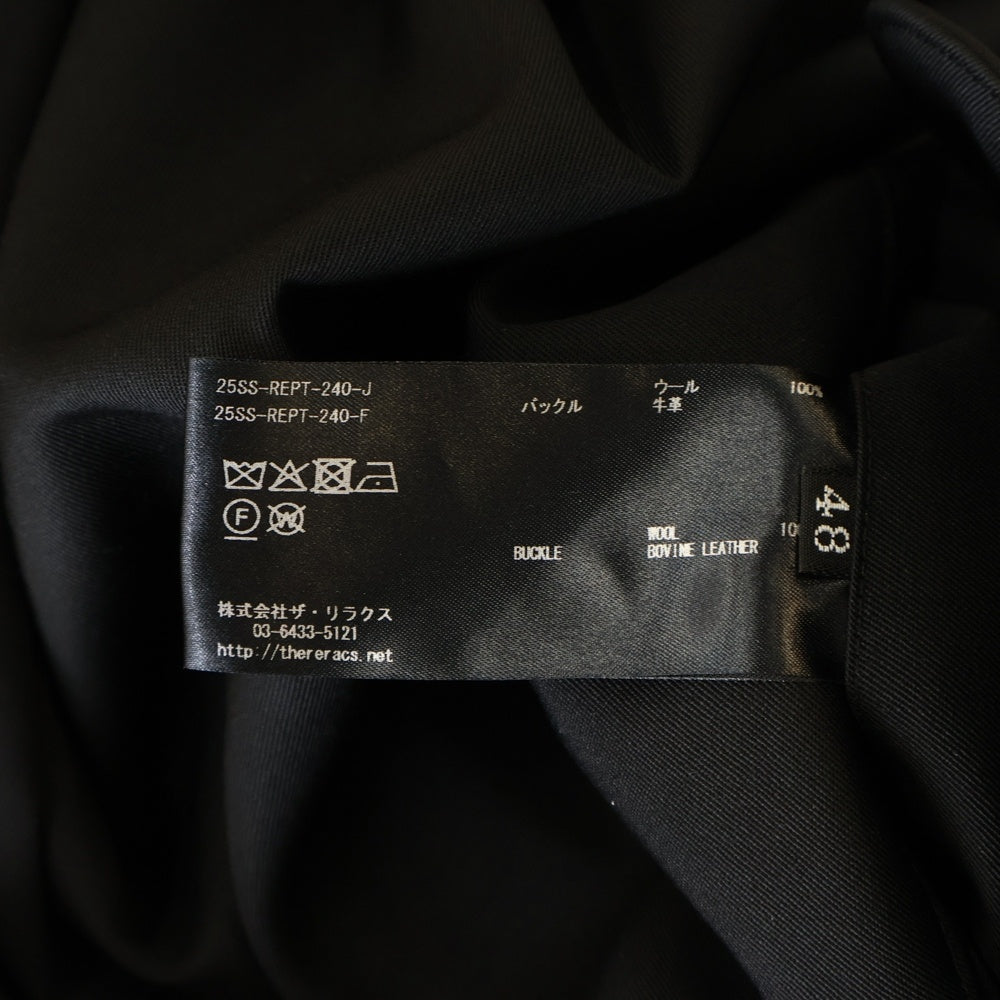 25SS-REPT-240-J
25SS-REPT-240-F
ウール 100%
バックル 牛革
F
W
WOOL
BUCKLE BOVINE LEATHER
48
株式会社ザ・リラクス
03-6433-5121
http://thereracs.net